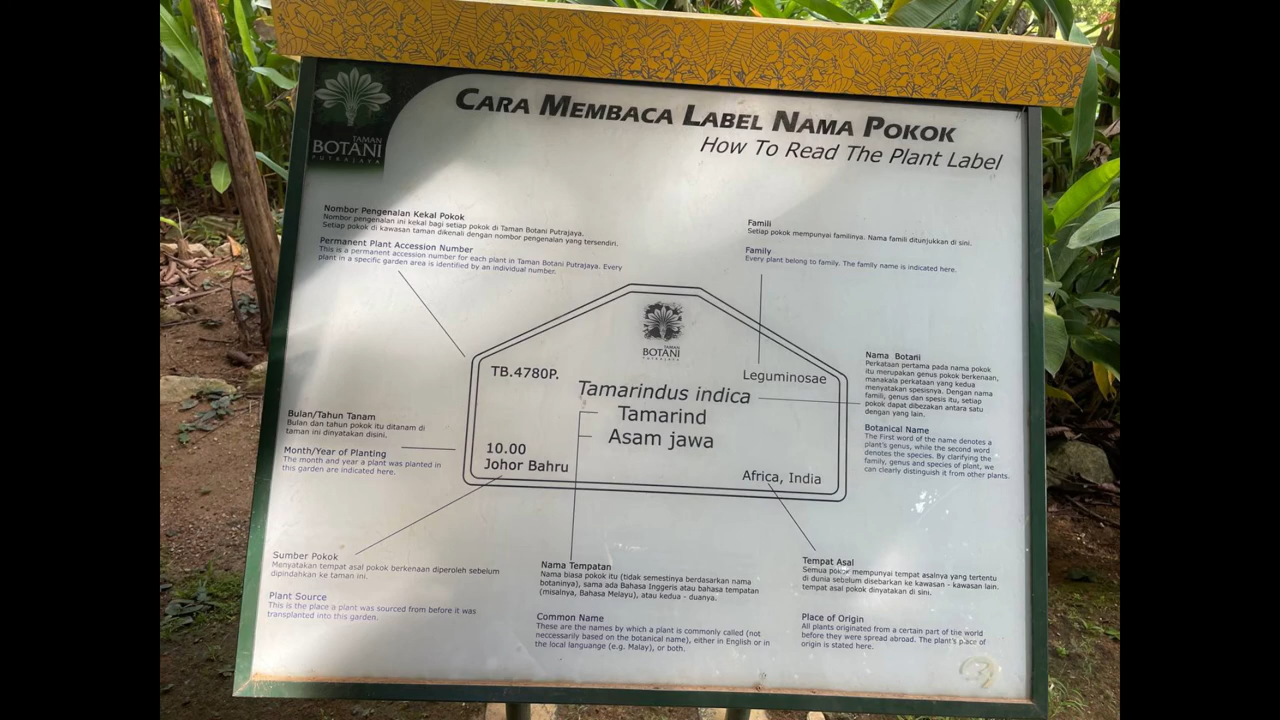 TAMAN
BOTANI
PUTRAJAYA
CARA MEMBACA LABEL NAMA POKOK
How To Read The Plant Label
Nombor Pengenalan Kekal Pokok
Nombor pengenalan ini kekal bagi setiap pokok di Taman Botani Putrajaya.
Setiap pokok di kawasan taman dikenali dengan nombor pengenalan yang tersendiri.
Permanent Plant Accession Number
This is a permanent accession number for each plant in Taman Botani Putrajaya. Every
plant in a specific garden area is identified by an individual number.
Famili
Setiap pokok mempunyai familinya. Nama famili ditunjukkan di sini.
Family
Every plant belong to family. The family name is indicated here.
TAMAN
BOTANI
PUTRAJAYA
TB.4780P.
Leguminosae
Tamarindus indica
Tamarind
Asam jawa
10.00
Johor Bahru
Africa, India
Nama Botani
Perkataan pertama pada nama pokok
itu merupakan genus pokok berkenaan,
manakala perkataan yang kedua
menyatakan spesisnya. Dengan nama
famili, genus dan spesis itu, setiap
pokok dapat dibezakan antara satu
dengan yang lain.
Botanical Name
The First word of the name denotes a
plant's genus, while the second word
denotes the species. By clarifying the
family, genus and species of plant, we
can clearly distinguish it from other plants.
Bulan/Tahun Tanam
Bulan dan tahun pokok itu ditanam di
taman ini dinyatakan disini.
Month/Year of Planting
The month and year a plant was planted in
this garden are indicated here.
Sumber Pokok
Menyatakan tempat asal pokok berkenaan diperoleh sebelum
dipindahkan ke taman ini.
Plant Source
This is the place a plant was sourced from before it was
transplanted into this garden.
Nama Tempatan
Nama biasa pokok itu (tidak semestinya berdasarkan nama
botaninya), sama ada Bahasa Inggeris atau bahasa tempatan
(misalnya, Bahasa Melayu), atau kedua - duanya.
Common Name
These are the names by which a plant is commonly called (not
neccessarily based on the botanical name), either in English or in
the local languange (e.g. Malay), or both.
Tempat Asal
Semua pokok mempunyai tempat asalnya yang tertentu
di dunia sebelum disebarkan ke kawasan - kawasan lain.
tempat asal pokok dinyatakan di sini.
Place of Origin
All plants originated from a certain part of the world
before they were spread abroad. The plant's place of
origin is stated here.